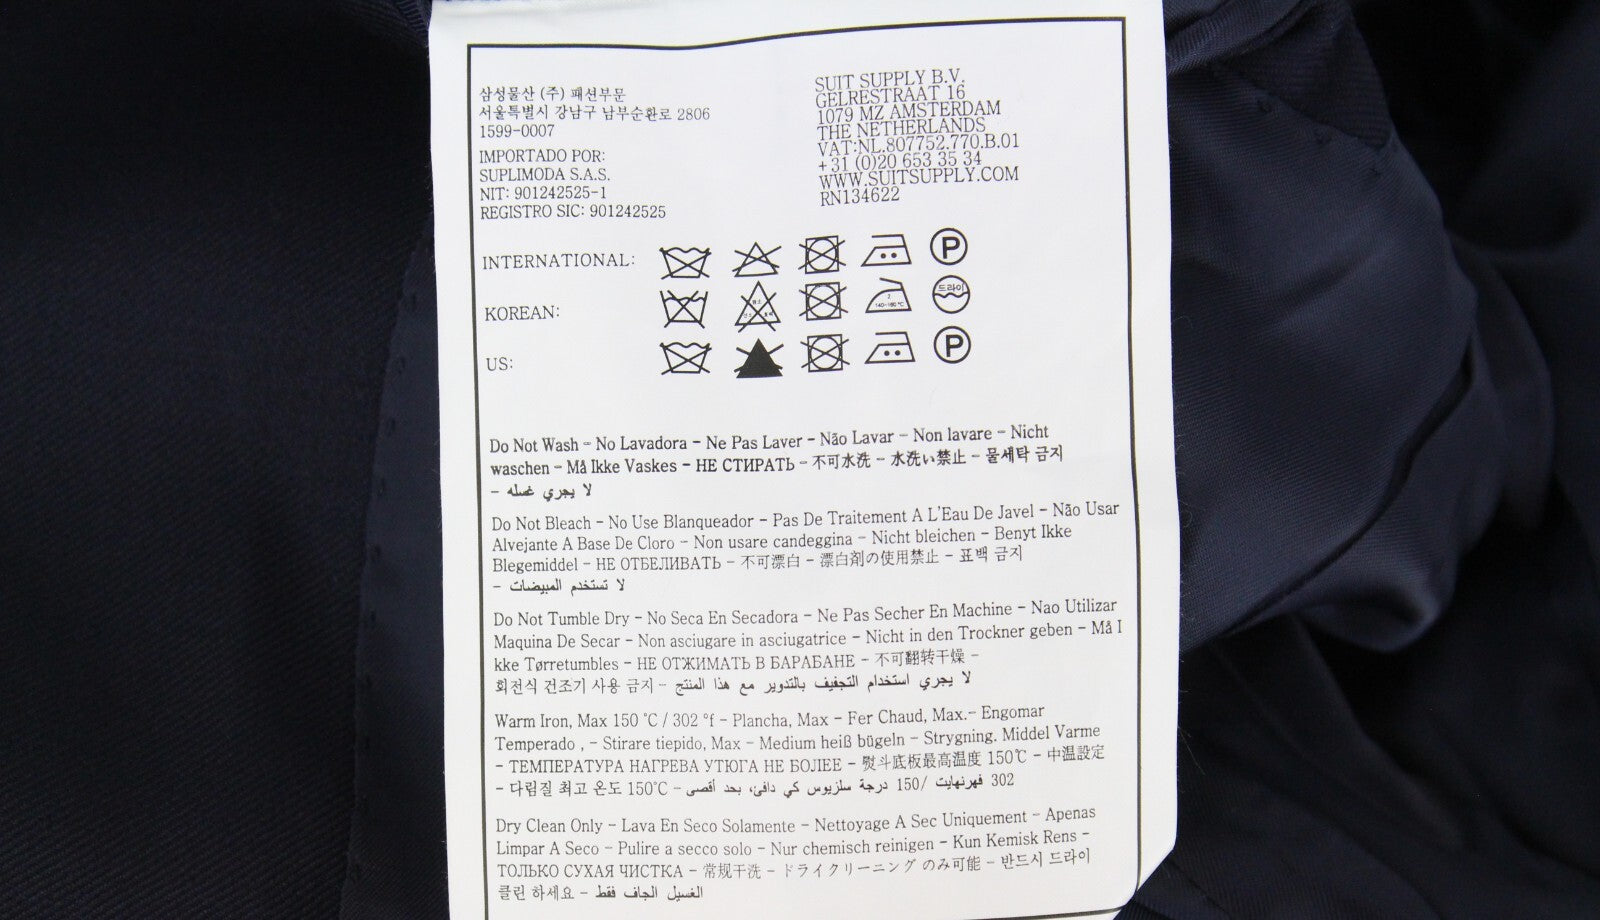 삼성물산 (주) 패션부문
서울특별시 강남구 남부순환로 2806
1599-0007
IMPORTADO POR:
SUPLIMODA S.A.S.
NIT: 901242525-1
REGISTRO SIC: 901242525
SUIT SUPPLY B.V.
GELRESTRAAT 16
1079 MZ AMSTERDAM
THE NETHERLANDS
VAT:NL.807752.770.B.01
+31 (0)20 653 35 34
WWW.SUITSUPPLY.COM
RN134622
INTERNATIONAL:
P
KOREAN:
2
140~160℃
드라이
US:
P
Do Not Wash - No Lavadora - Ne Pas Laver - Não Lavar - Non lavare - Nicht
waschen - Må Ikke Vaskes - НЕ СТИРАТЬ - 不可水洗 - 水洗い禁止 - 물세탁 금지
- لا يجري غسله
Do Not Bleach - No Use Blanqueador - Pas De Traitement A L'Eau De Javel - Não Usar
Alvejante A Base De Cloro - Non usare candeggina - Nicht bleichen - Benyt Ikke
Blegemiddel - НЕ ОТБЕЛИВАТЬ - 不可漂白 - 漂白剤の使用禁止 - 표백 금지
- لا تستخدم المبيضات
Do Not Tumble Dry - No Seca En Secadora - Ne Pas Secher En Machine - Nao Utilizar
Maquina De Secar - Non asciugare in asciugatrice - Nicht in den Trockner geben - Må I
kke Tørretumbles - НЕ ОТЖИМАТЬ В БАРАБАНЕ - 不可翻转干燥 -
회전식 건조기 사용 금지 - لا يجري استخدام التجفيف بالتدوير مع هذا المنتج
Warm Iron, Max 150 °C / 302 °f - Plancha, Max - Fer Chaud, Max.- Engomar
Temperado , - Stirare tiepido, Max - Medium heiß bügeln - Strygning. Middel Varme
- ТЕМПЕРАТУРА НАГРЕВА УТЮГА НЕ БОЛЕЕ - 熨斗底板最高温度 150℃ - 中温設定
- 다림질 최고 온도 150℃ - 302 فهرنهايت /150 درجة سلزيوس كي دافئ، بحد أقصى
Dry Clean Only - Lava En Seco Solamente - Nettoyage A Sec Uniquement - Apenas
Limpar A Seco - Pulire a secco solo - Nur chemisch reinigen - Kun Kemisk Rens -
ТОЛЬКО СУХАЯ ЧИСТКА - 常规干洗 - ドライクリーニング のみ可能 - 반드시 드라이
클린 하세요 - الغسيل الجاف فقط